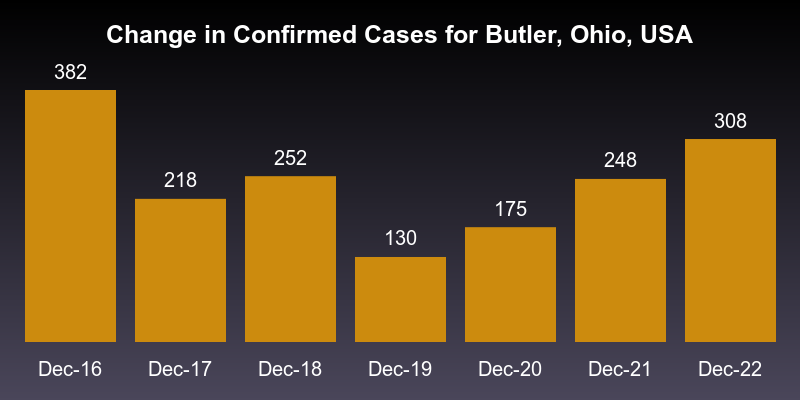 Change in Confirmed Cases for Butler, Ohio, USA
382
218
252
130
175
248
308
Dec-16
Dec-17
Dec-18
Dec-19
Dec-20
Dec-21
Dec-22